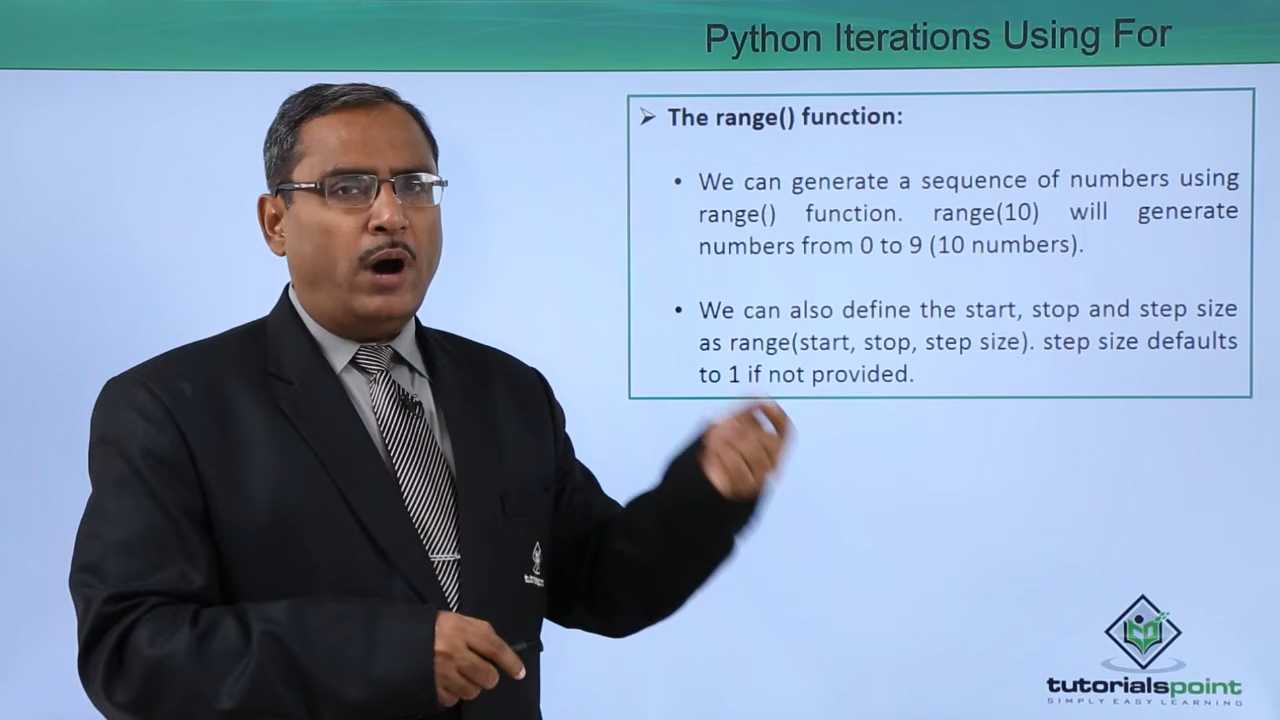 Python Iterations Using For
➤ The range() function:
• We can generate a sequence of numbers using
range() function. range(10) will generate
numbers from 0 to 9 (10 numbers).
• We can also define the start, stop and step size
as range(start, stop, step size). step size defaults
to 1 if not provided.
tutorialspoint
SIMPLY EASY LEARNING